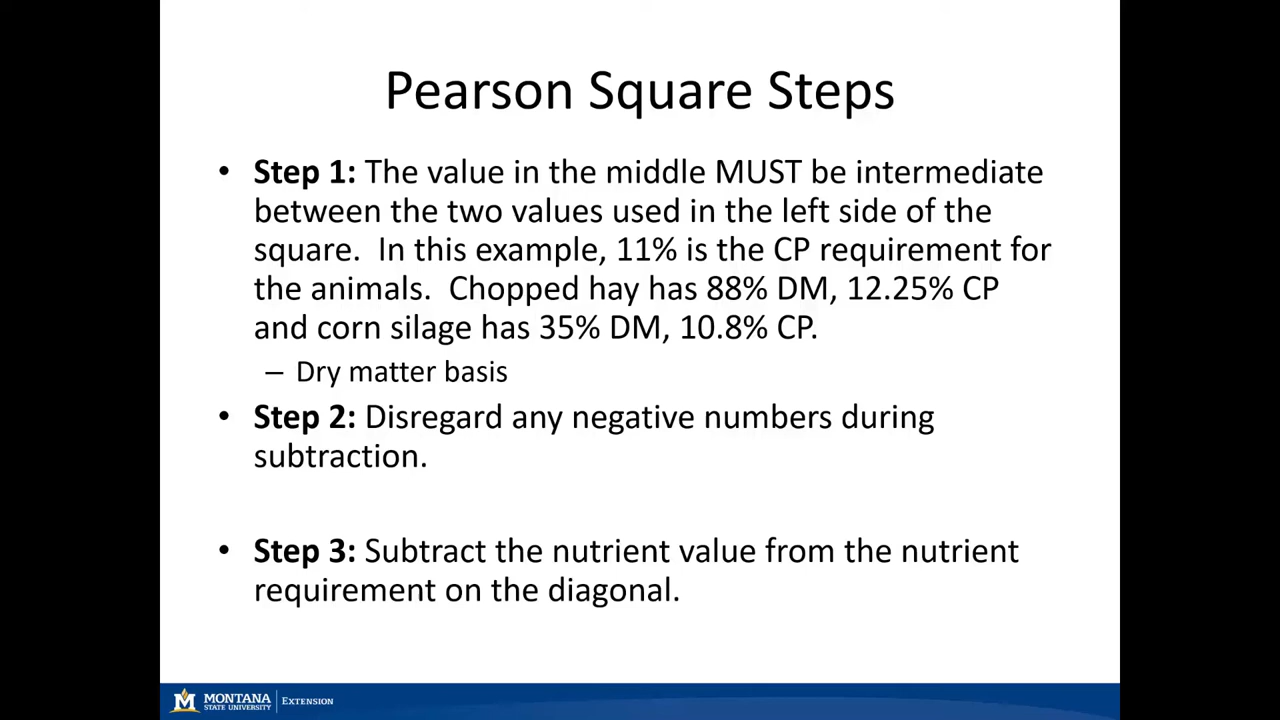 Pearson Square Steps
• Step 1: The value in the middle MUST be intermediate
between the two values used in the left side of the
square. In this example, 11% is the CP requirement for
the animals. Chopped hay has 88% DM, 12.25% CP
and corn silage has 35% DM, 10.8% CP.
– Dry matter basis
• Step 2: Disregard any negative numbers during
subtraction.
• Step 3: Subtract the nutrient value from the nutrient
requirement on the diagonal.
M MONTANA
STATE UNIVERSITY
EXTENSION